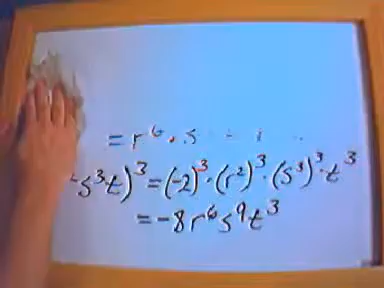 = r⁶ · s
s³t)³ = (-2)³ · (r²)³ · (s³)³ · t³
= -8r⁶s⁹t³